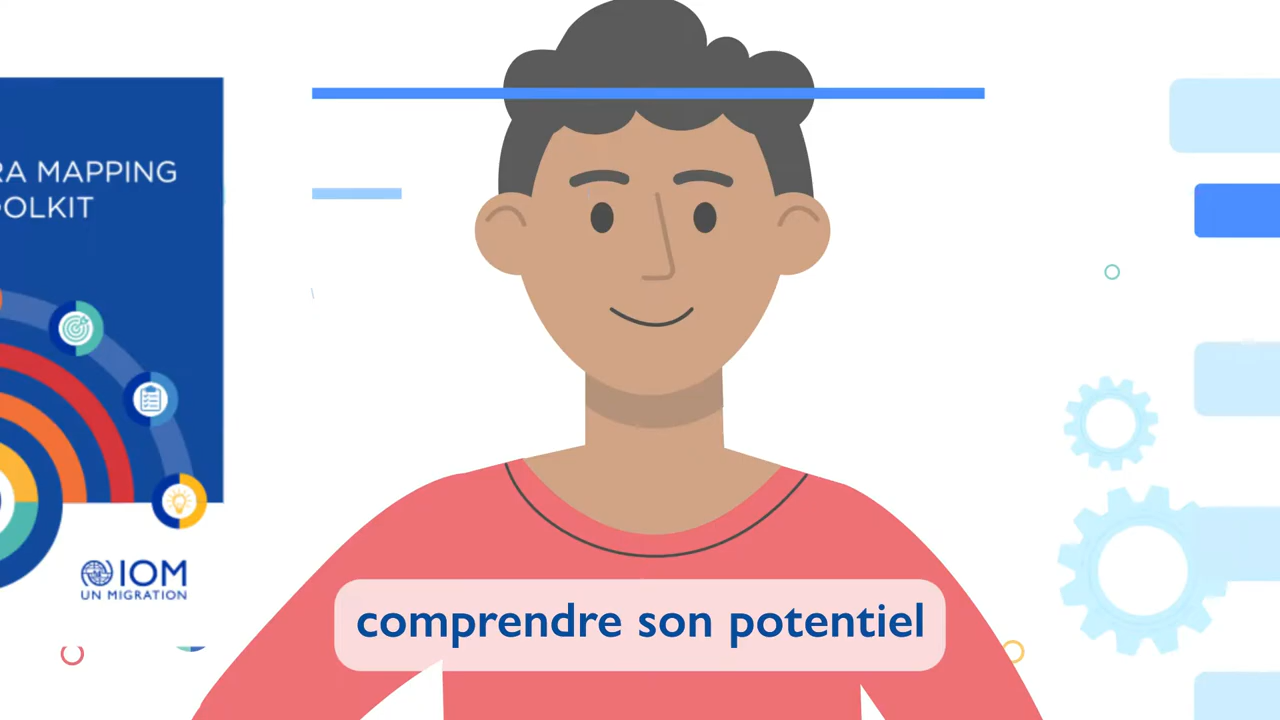 RA MAPPING
OLKIT
IOM
UN MIGRATION
comprendre son potentiel